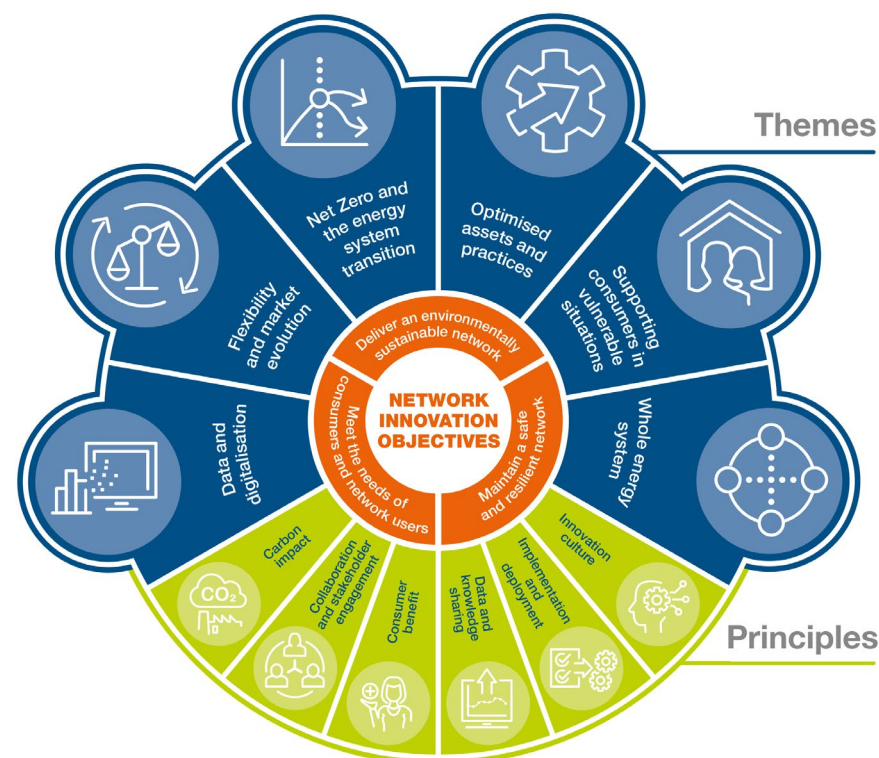 Themes
Net Zero and
the energy
system
transition
Optimised
assets and
practices
Flexibility
and market
evolution
Supporting
consumers in
vulnerable
situations
Data and
digitalisation
Whole energy
system
Deliver an environmentally
sustainable network
Meet the needs of
consumers and network users
Maintain a safe
and resilient network
NETWORK
INNOVATION
OBJECTIVES
Carbon
impact
Collaboration
and stakeholder
engagement
Consumer
benefit
Data and
knowledge
sharing
Implementation
and
deployment
Innovation
culture
CO₂
Principles